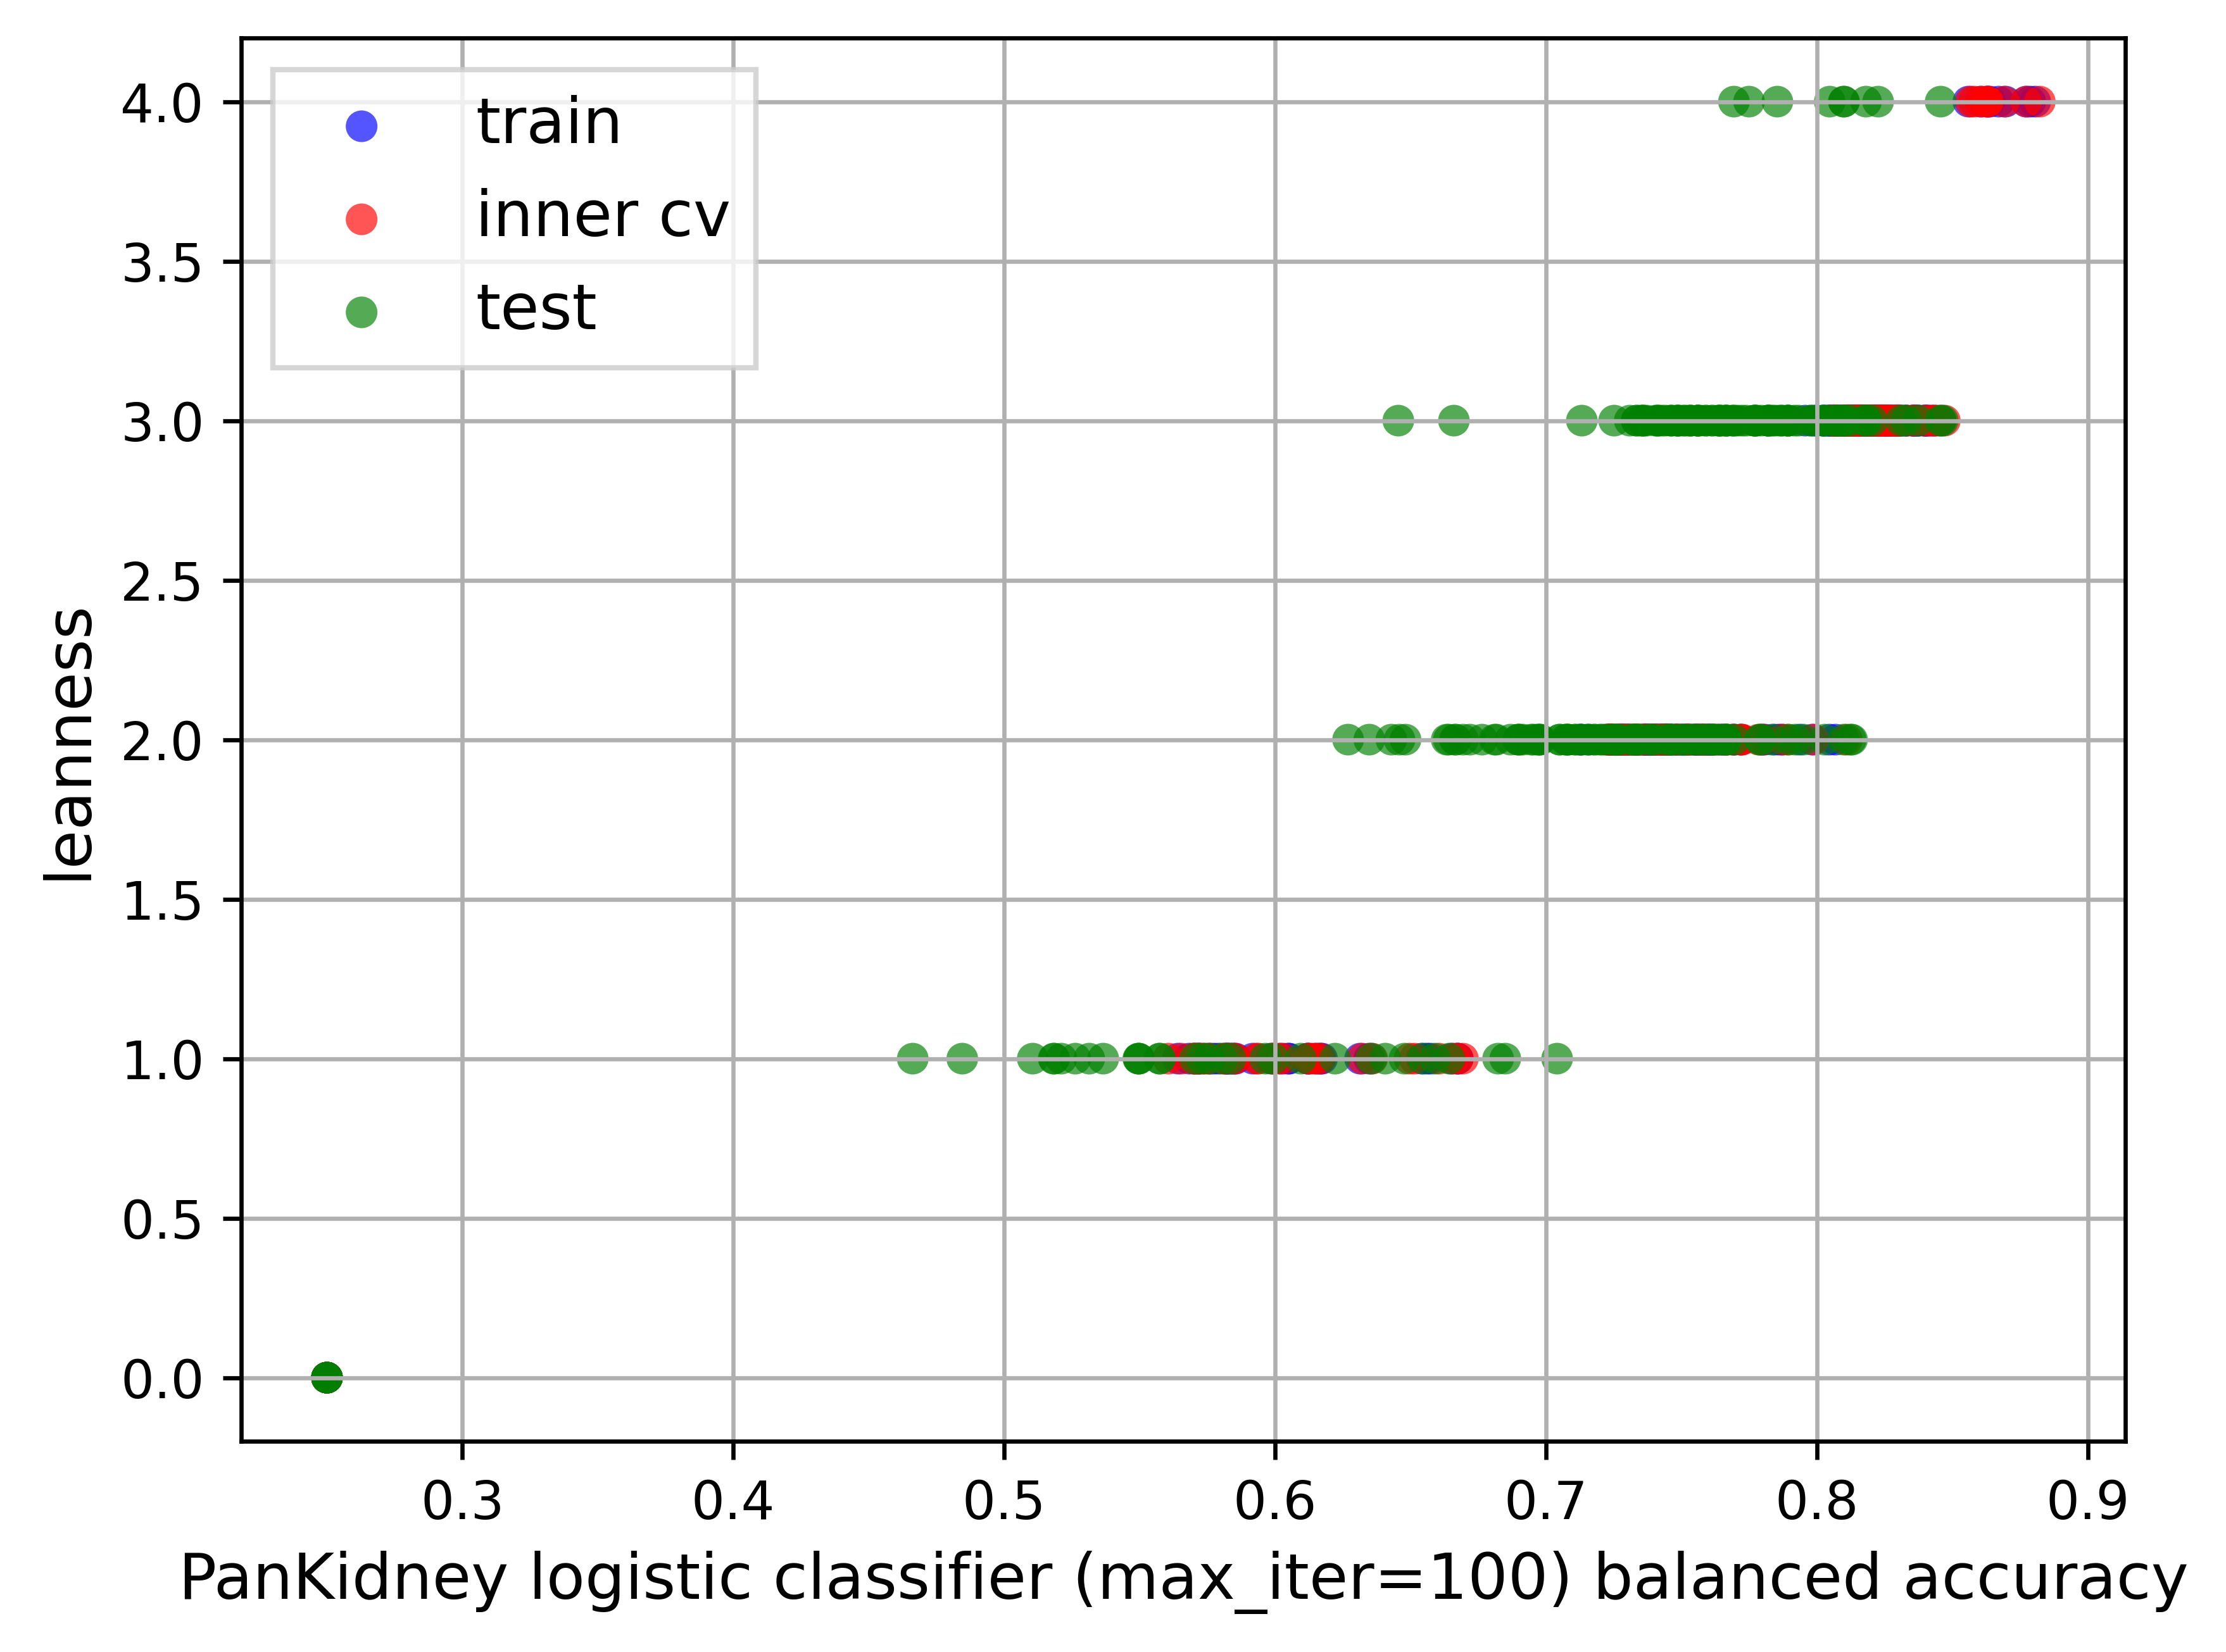 train
inner cv
test
4.0
3.5
3.0
2.5
2.0
1.5
1.0
0.5
0.0
leanness
0.3 0.4 0.5 0.6 0.7 0.8 0.9
PanKidney logistic classifier (max_iter=100) balanced accuracy